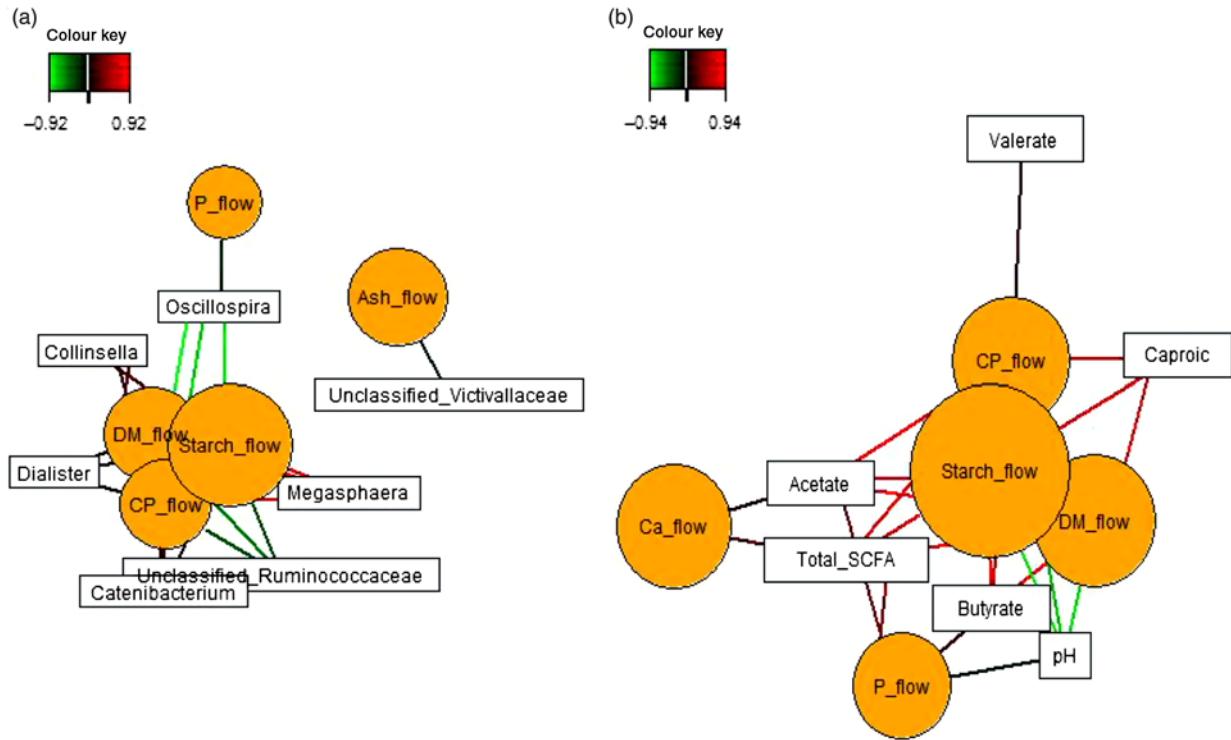 (a)
Colour key
−0.92 0.92
P_flow
Oscillospira
Ash_flow
Collinsella
Unclassified_Victivallaceae
DM_flow
Starch_flow
Dialister
Megasphaera
CP_flow
Unclassified_Ruminococcaceae
Catenibacterium
(b)
Colour key
−0.94 0.94
Valerate
CP_flow
Caproic
Starch_flow
Acetate
Ca_flow
DM_flow
Total_SCFA
Butyrate
pH
P_flow